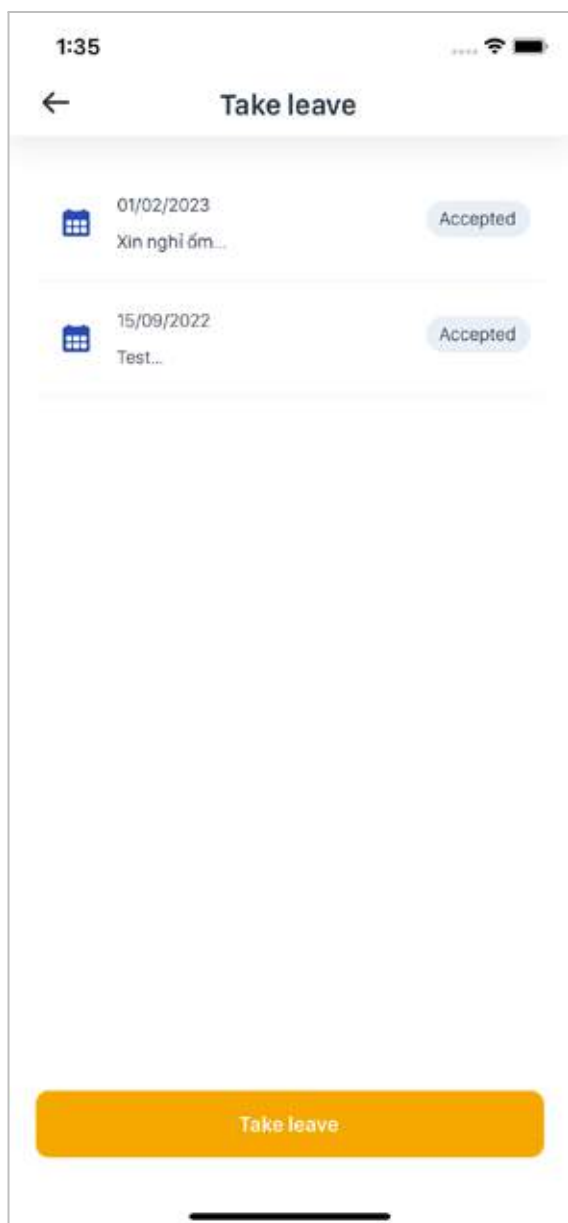 1:35
Take leave
01/02/2023
Accepted
Xin nghỉ ốm...
15/09/2022
Accepted
Test...
Take leave